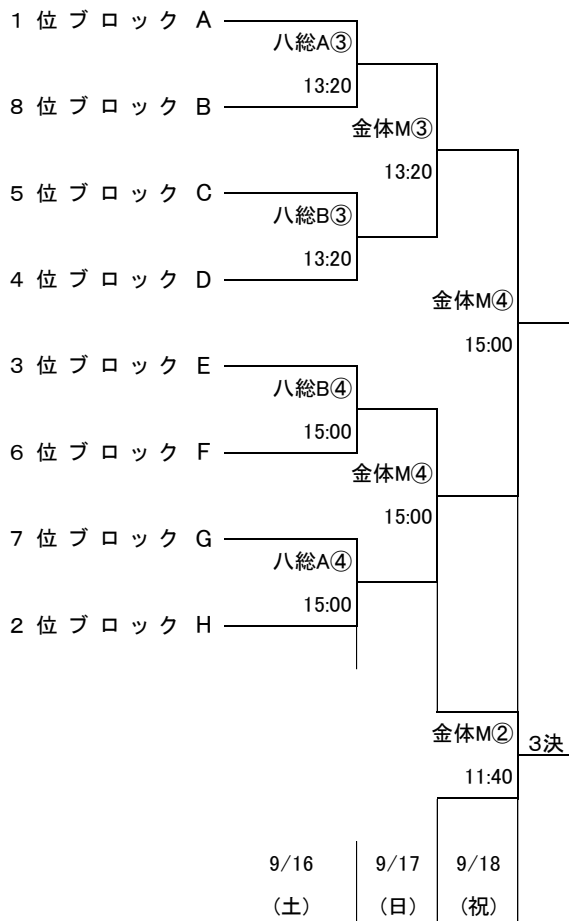 1 位 ブ ロ ッ ク A
八総A③
13:20
8 位 ブ ロ ッ ク B
金体M③
13:20
5 位 ブ ロ ッ ク C
八総B③
13:20
4 位 ブ ロ ッ ク D
金体M④
15:00
3 位 ブ ロ ッ ク E
八総B④
15:00
6 位 ブ ロ ッ ク F
金体M④
15:00
7 位 ブ ロ ッ ク G
八総A④
15:00
2 位 ブ ロ ッ ク H
金体M②
3決
11:40
9/16 9/17 9/18
（土） （日） （祝）